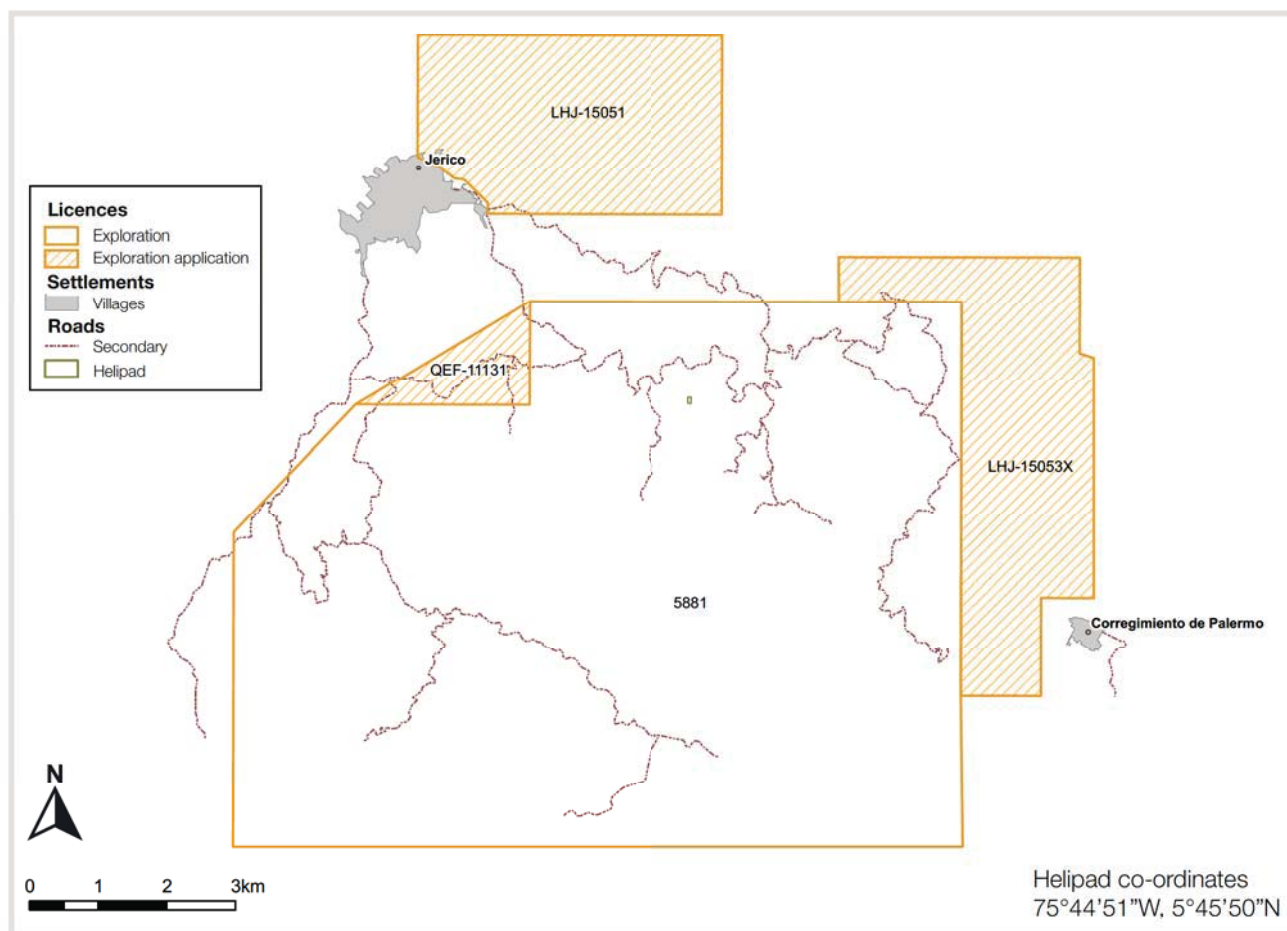 LHJ-15051
Jerico
Licences
Exploration
Exploration application
Settlements
Villages
Roads
Secondary
Helipad
QEF-11131
LHJ-15053X
5881
Corregimiento de Palermo
N
0 1 2 3km
Helipad co-ordinates
75°44'51”W, 5°45'50”N